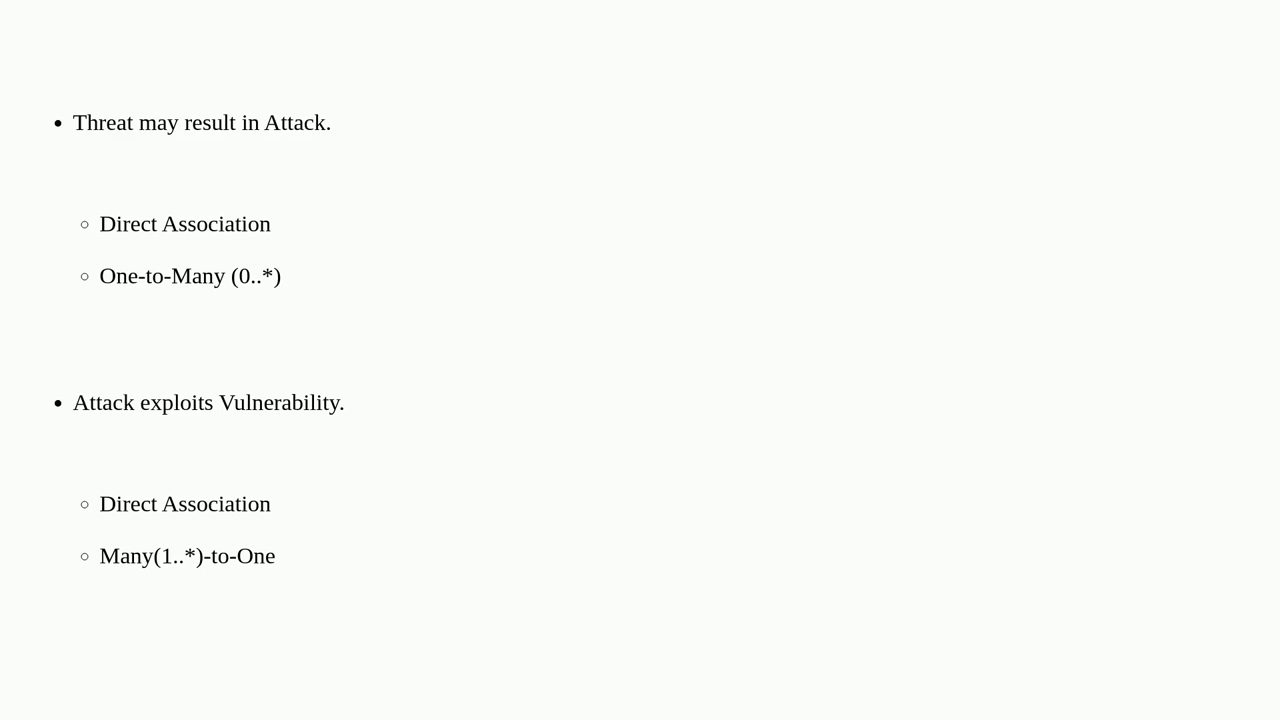 • Threat may result in Attack.
◦ Direct Association
◦ One-to-Many (0..*)
• Attack exploits Vulnerability.
◦ Direct Association
◦ Many(1..*)-to-One